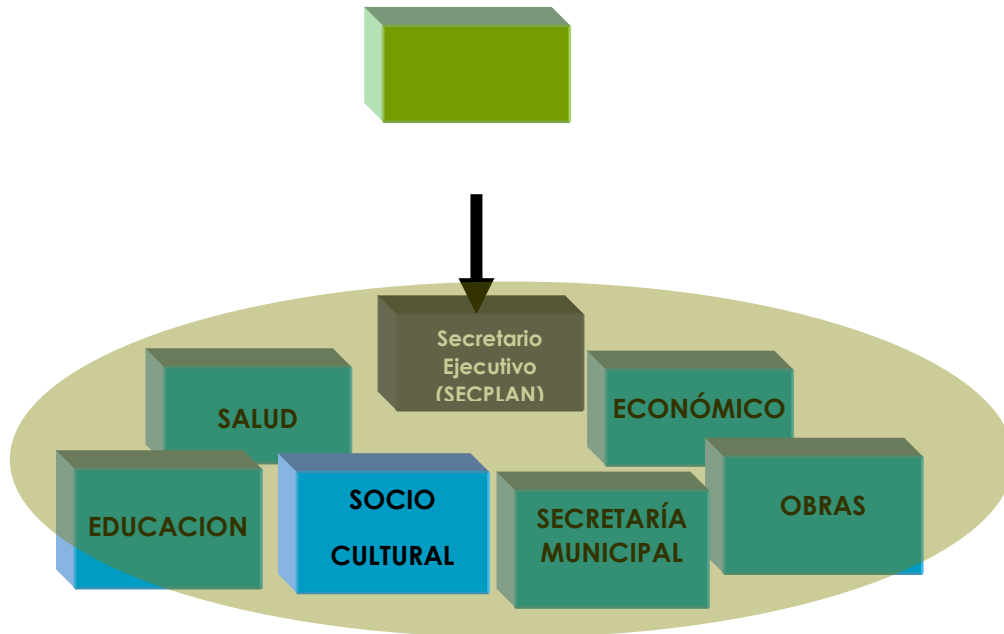 Secretario
Ejecutivo
(SECPLAN)
SALUD
ECONÓMICO
EDUCACION
SOCIO
CULTURAL
SECRETARÍA
MUNICIPAL
OBRAS